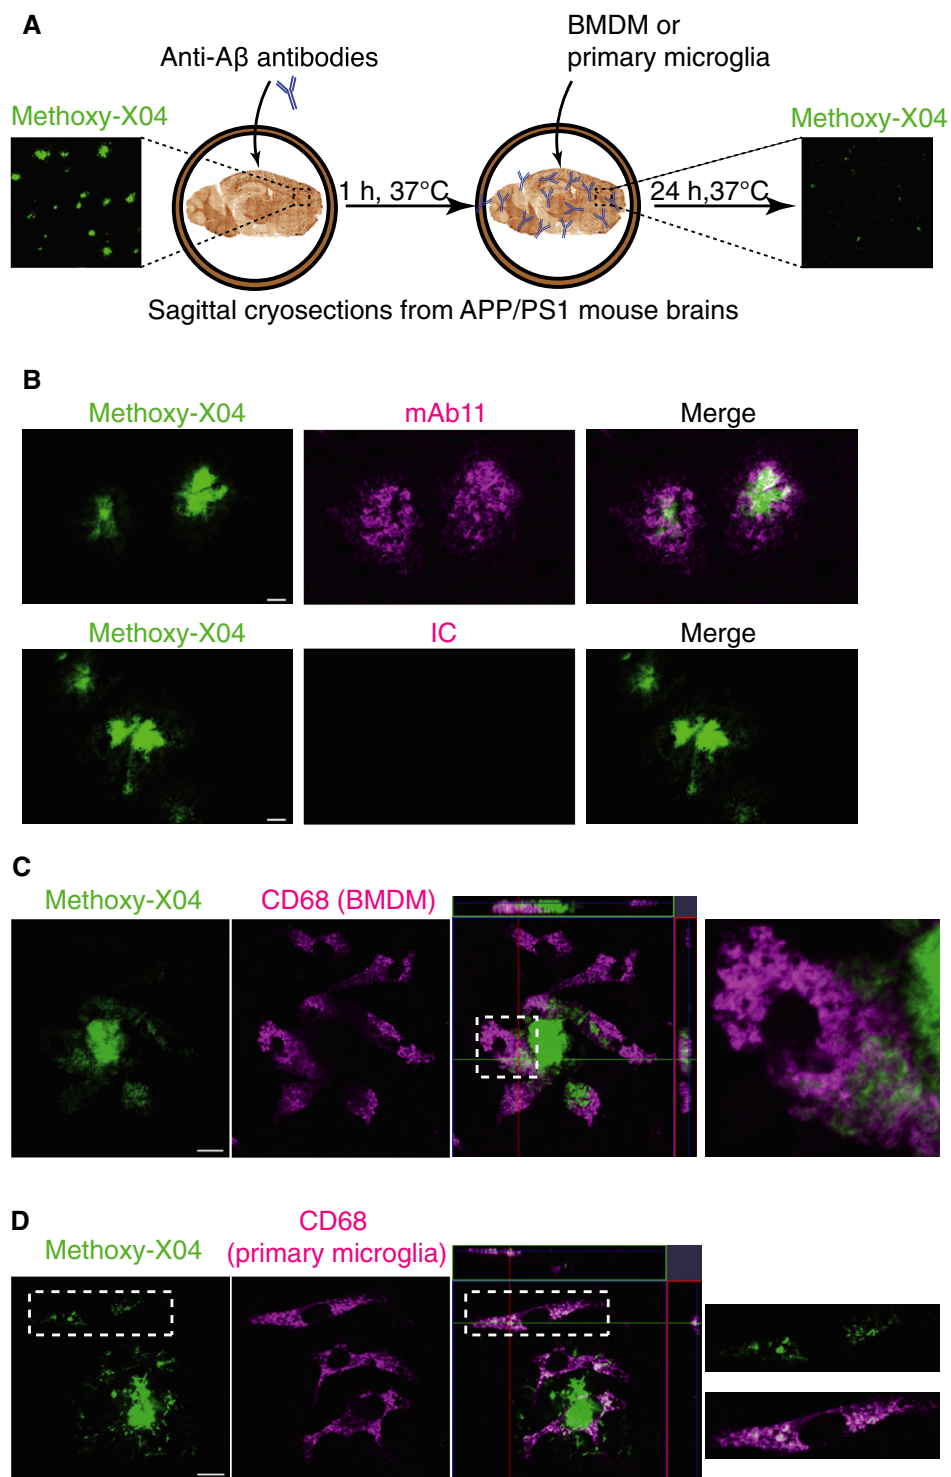 A
Anti-Aβ antibodies
BMDM or
primary microglia
Methoxy-X04
Methoxy-X04
1 h, 37°C
24 h,37°C
Sagittal cryosections from APP/PS1 mouse brains
B
Methoxy-X04
mAb11
Merge
Methoxy-X04
IC
Merge
C
Methoxy-X04
CD68 (BMDM)
D
Methoxy-X04
CD68
(primary microglia)